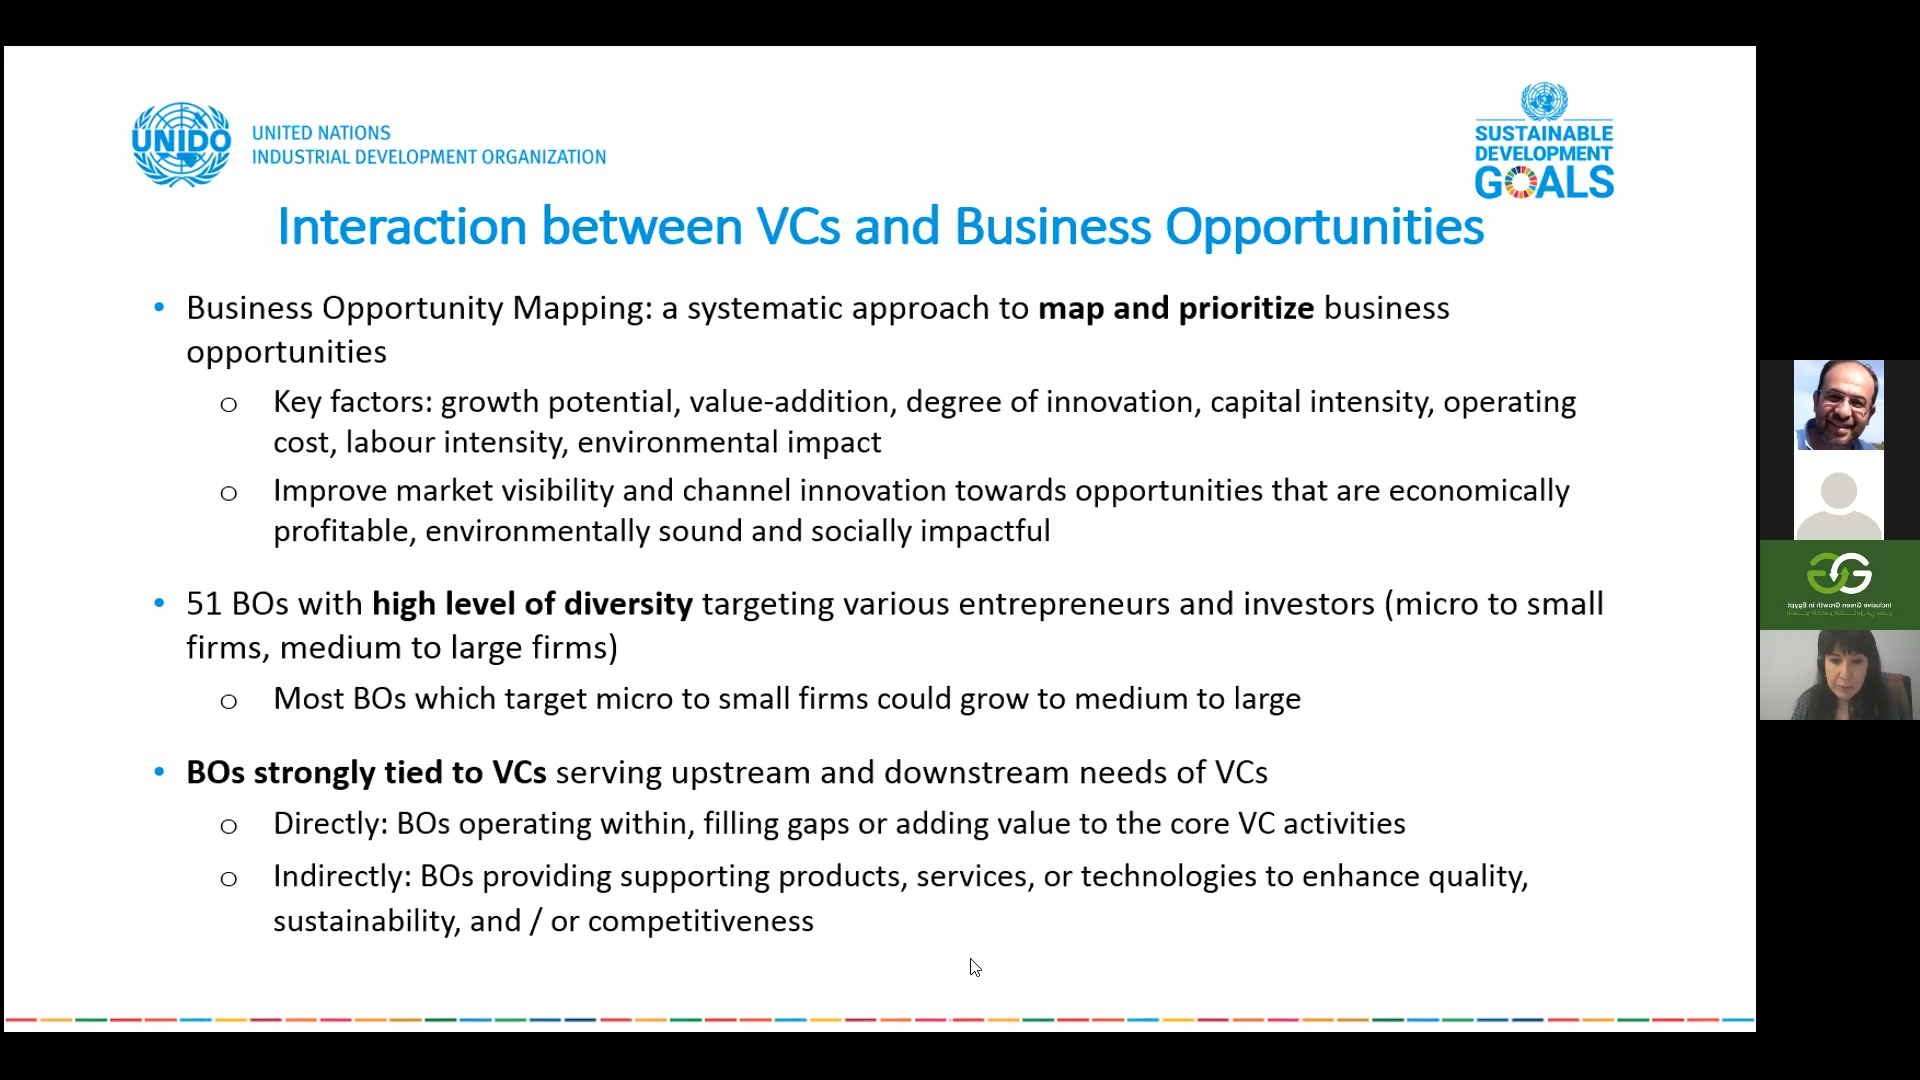 UNIDO
UNITED NATIONS
INDUSTRIAL DEVELOPMENT ORGANIZATION
SUSTAINABLE
DEVELOPMENT
GOALS
Interaction between VCs and Business Opportunities
• Business Opportunity Mapping: a systematic approach to map and prioritize business
opportunities
o Key factors: growth potential, value-addition, degree of innovation, capital intensity, operating
cost, labour intensity, environmental impact
o Improve market visibility and channel innovation towards opportunities that are economically
profitable, environmentally sound and socially impactful
• 51 BOs with high level of diversity targeting various entrepreneurs and investors (micro to small
firms, medium to large firms)
o Most BOs which target micro to small firms could grow to medium to large
• BOs strongly tied to VCs serving upstream and downstream needs of VCs
o Directly: BOs operating within, filling gaps or adding value to the core VC activities
o Indirectly: BOs providing supporting products, services, or technologies to enhance quality,
sustainability, and / or competitiveness
Inclusive Green Growth in Egypt